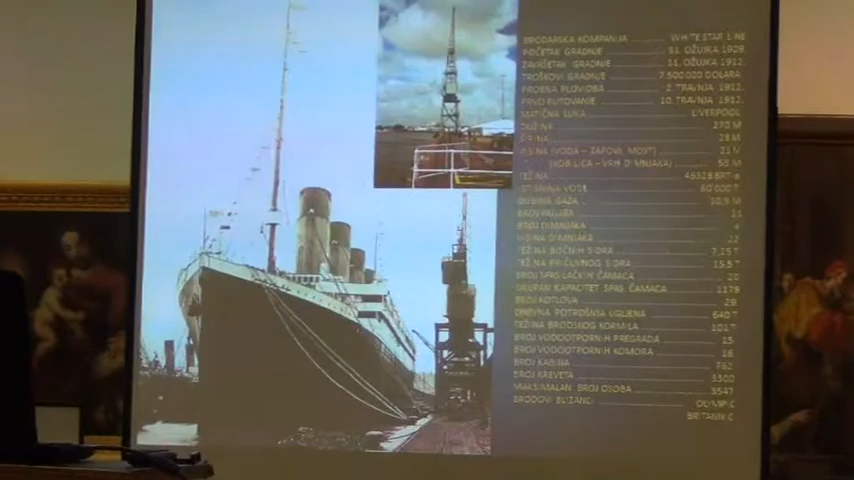 BRODARSKA KOMPANIJA WHITE STAR LINE
POČETAK GRADNJE 31. OŽUJKA 1909.
ZAVRŠETAK GRADNJE 31. OŽUJKA 1912.
TROŠKOVI GRADNJE 7.500.000 DOLARA
PROBNA PLOVIDBA 2. TRAVNJA 1912.
PRVO PUTOVANJE 10. TRAVNJA 1912.
MATIČNA LUKA LIVERPOOL
DUŽINA 270 M
ŠIRINA 28 M
VISINA (VODA - ZAPOVJ. MOST) 21 M
(KOBILICA - VRH DIMNJAKA) 53 M
TEŽINA 46328 BRT-a
ISTISNINA VODE 60'000 T
DUBINA GAZA 10,5 M
BROJ PALUBA 11
BROJ DIMNJAKA 4
VISINA DIMNJAKA 22
TEŽINA BOČNIH SIDRA 7,25 T
TEŽINA PRIČUVNOG SIDRA 15,5 T
BROJ SPASILAČKIH ČAMACA 20
UKUPAN KAPACITET SPAS. ČAMACA 1178
BROJ KOTLOVA 29
DNEVNA POTROŠNJA UGLJENA 640 T
TEŽINA BRODSKOG KORMILA 101 T
BROJ VODOOTPORNIH PREGRADA 15
BROJ VODOOTPORNIH KOMORA 16
BROJ KABINA 762
BROJ KREVETA 3300
MAKSIMALAN BROJ OSOBA 3547
BRODOVI BLIZANCI OLYMPIC
BRITANNIC